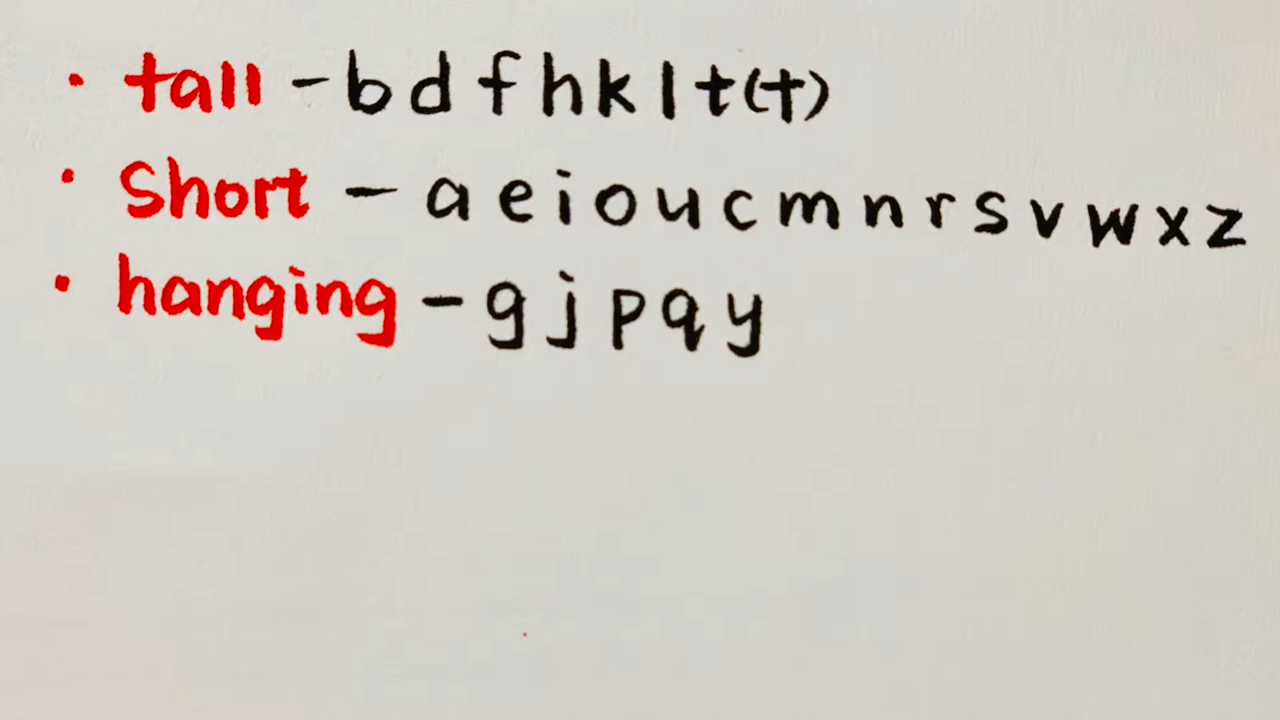 • tall - b d f h k l t (t)
• Short - a e i o u c m n r s v w x z
• hanging - g j p q y